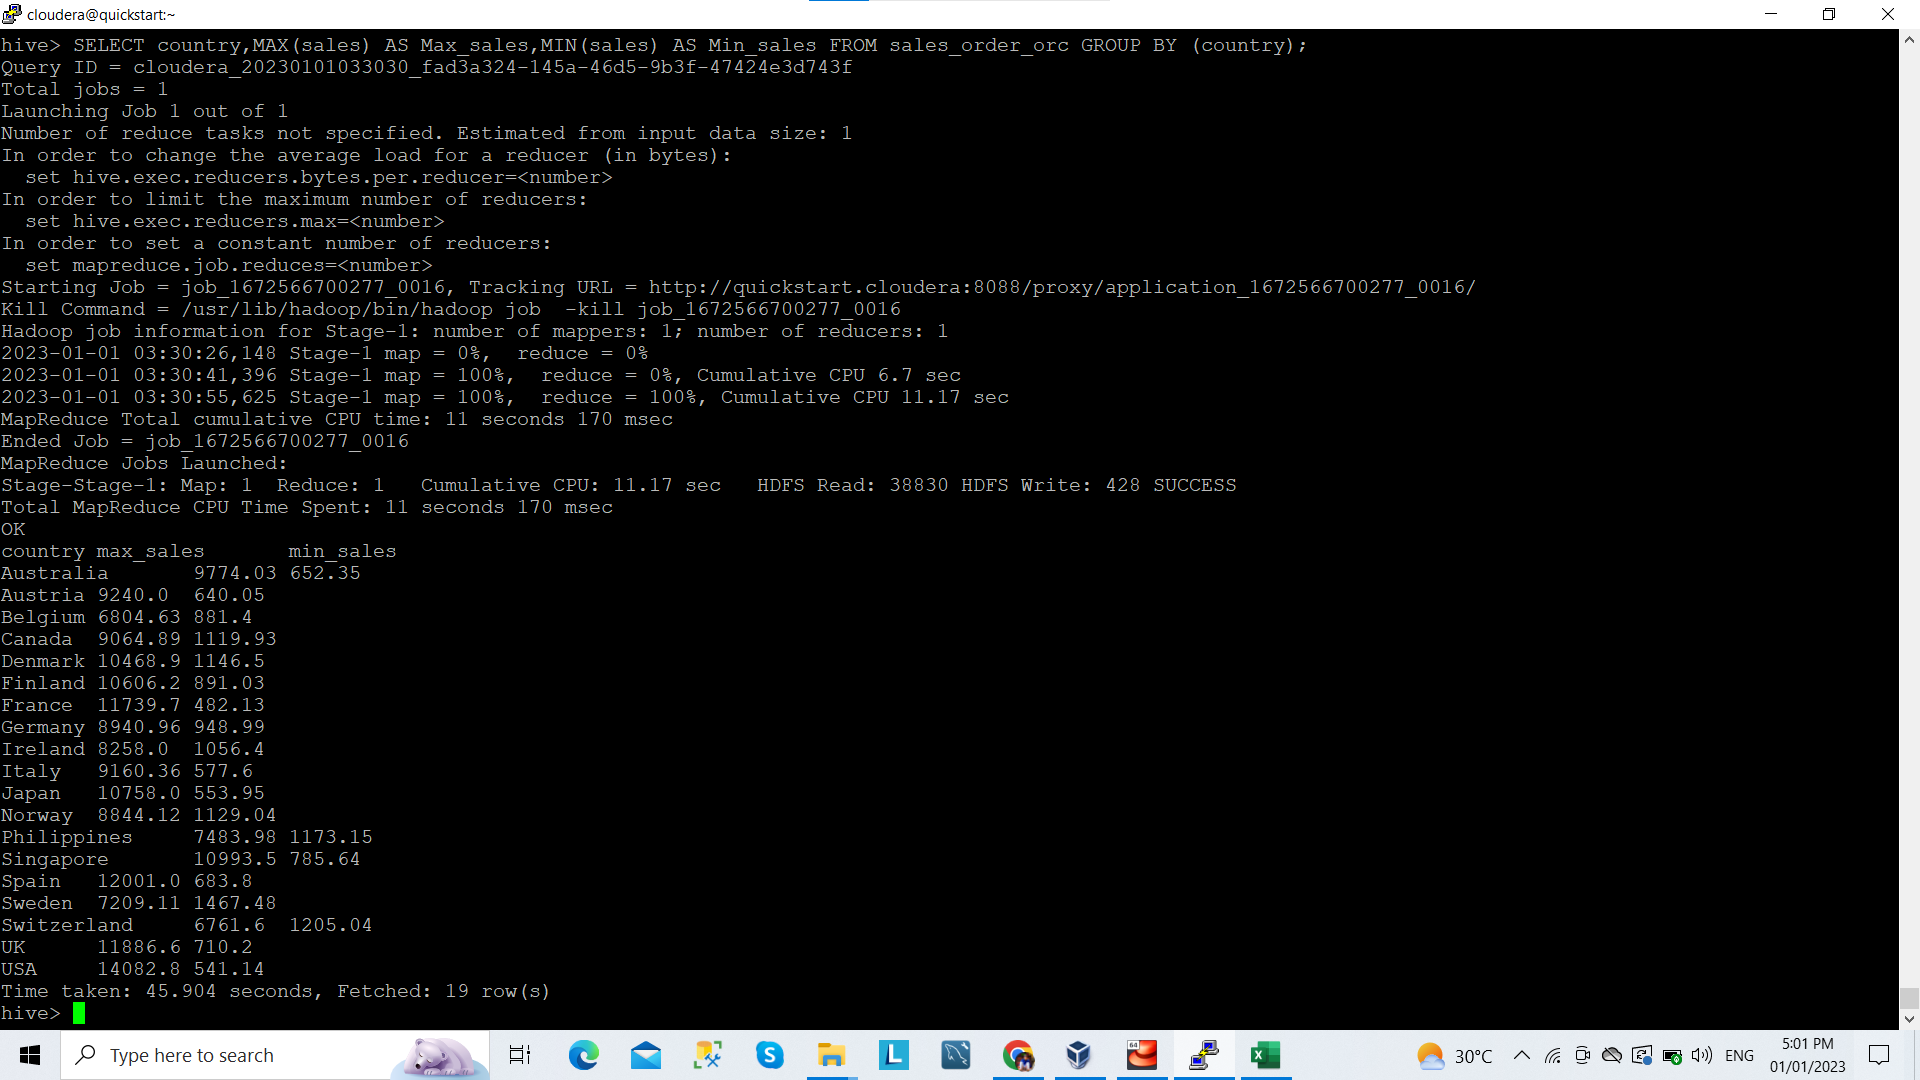 cloudera@quickstart:~
hive> SELECT country,MAX(sales) AS Max_sales,MIN(sales) AS Min_sales FROM sales_order_orc GROUP BY (country);
Query ID = cloudera_20230101033030_fad3a324-145a-46d5-9b3f-47424e3d743f
Total jobs = 1
Launching Job 1 out of 1
Number of reduce tasks not specified. Estimated from input data size: 1
In order to change the average load for a reducer (in bytes):
  set hive.exec.reducers.bytes.per.reducer=<number>
In order to limit the maximum number of reducers:
  set hive.exec.reducers.max=<number>
In order to set a constant number of reducers:
  set mapreduce.job.reduces=<number>
Starting Job = job_1672566700277_0016, Tracking URL = http://quickstart.cloudera:8088/proxy/application_1672566700277_0016/
Kill Command = /usr/lib/hadoop/bin/hadoop job  -kill job_1672566700277_0016
Hadoop job information for Stage-1: number of mappers: 1; number of reducers: 1
2023-01-01 03:30:26,148 Stage-1 map = 0%,  reduce = 0%
2023-01-01 03:30:41,396 Stage-1 map = 100%,  reduce = 0%, Cumulative CPU 6.7 sec
2023-01-01 03:30:55,625 Stage-1 map = 100%,  reduce = 100%, Cumulative CPU 11.17 sec
MapReduce Total cumulative CPU time: 11 seconds 170 msec
Ended Job = job_1672566700277_0016
MapReduce Jobs Launched:
Stage-Stage-1: Map: 1  Reduce: 1   Cumulative CPU: 11.17 sec   HDFS Read: 38830 HDFS Write: 428 SUCCESS
Total MapReduce CPU Time Spent: 11 seconds 170 msec
OK
country max_sales       min_sales
Australia       9774.03 652.35
Austria 9240.0  640.05
Belgium 6804.63 881.4
Canada  9064.89 1119.93
Denmark 10468.9 1146.5
Finland 10606.2 891.03
France  11739.7 482.13
Germany 8940.96 948.99
Ireland 8258.0  1056.4
Italy   9160.36 577.6
Japan   10758.0 553.95
Norway  8844.12 1129.04
Philippines     7483.98 1173.15
Singapore       10993.5 785.64
Spain   12001.0 683.8
Sweden  7209.11 1467.48
Switzerland     6761.6  1205.04
UK      11886.6 710.2
USA     14082.8 541.14
Time taken: 45.904 seconds, Fetched: 19 row(s)
hive>
Type here to search
30°C
ENG
5:01 PM
01/01/2023